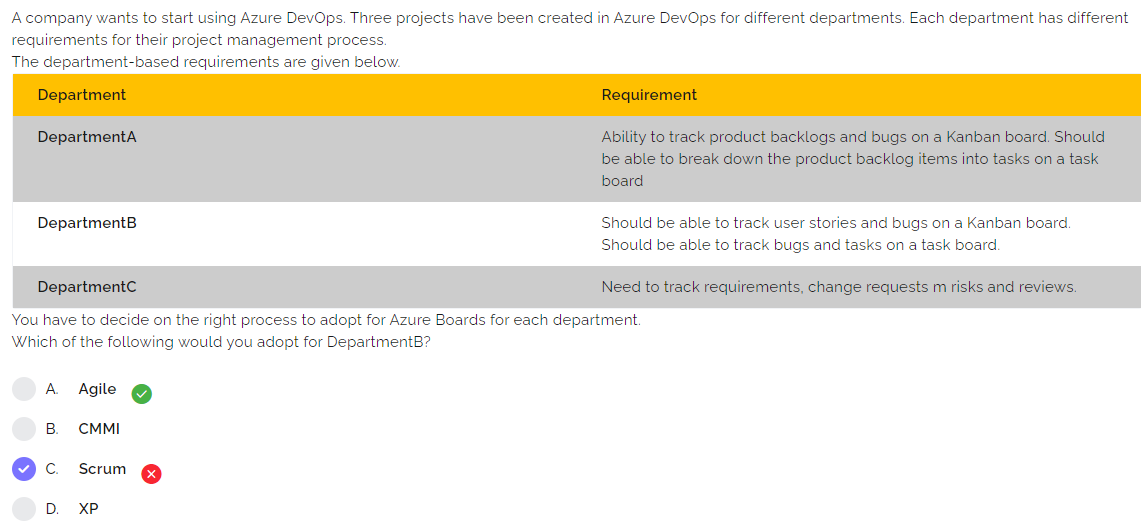 A company wants to start using Azure DevOps. Three projects have been created in Azure DevOps for different departments. Each department has different
requirements for their project management process.
The department-based requirements are given below.
Department Requirement
DepartmentA Ability to track product backlogs and bugs on a Kanban board. Should
be able to break down the product backlog items into tasks on a task
board
DepartmentB Should be able to track user stories and bugs on a Kanban board.
Should be able to track bugs and tasks on a task board.
DepartmentC Need to track requirements, change requests m risks and reviews.
You have to decide on the right process to adopt for Azure Boards for each department.
Which of the following would you adopt for DepartmentB?
A. Agile
B. CMMI
C. Scrum
D. XP